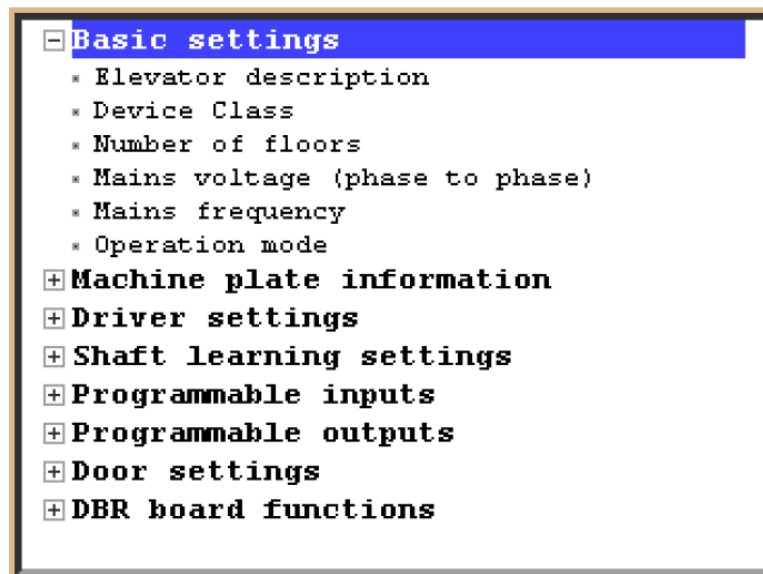 Basic settings
Elevator description
Device Class
Number of floors
Mains voltage (phase to phase)
Mains frequency
Operation mode
Machine plate information
Driver settings
Shaft learning settings
Programmable inputs
Programmable outputs
Door settings
DBR board functions